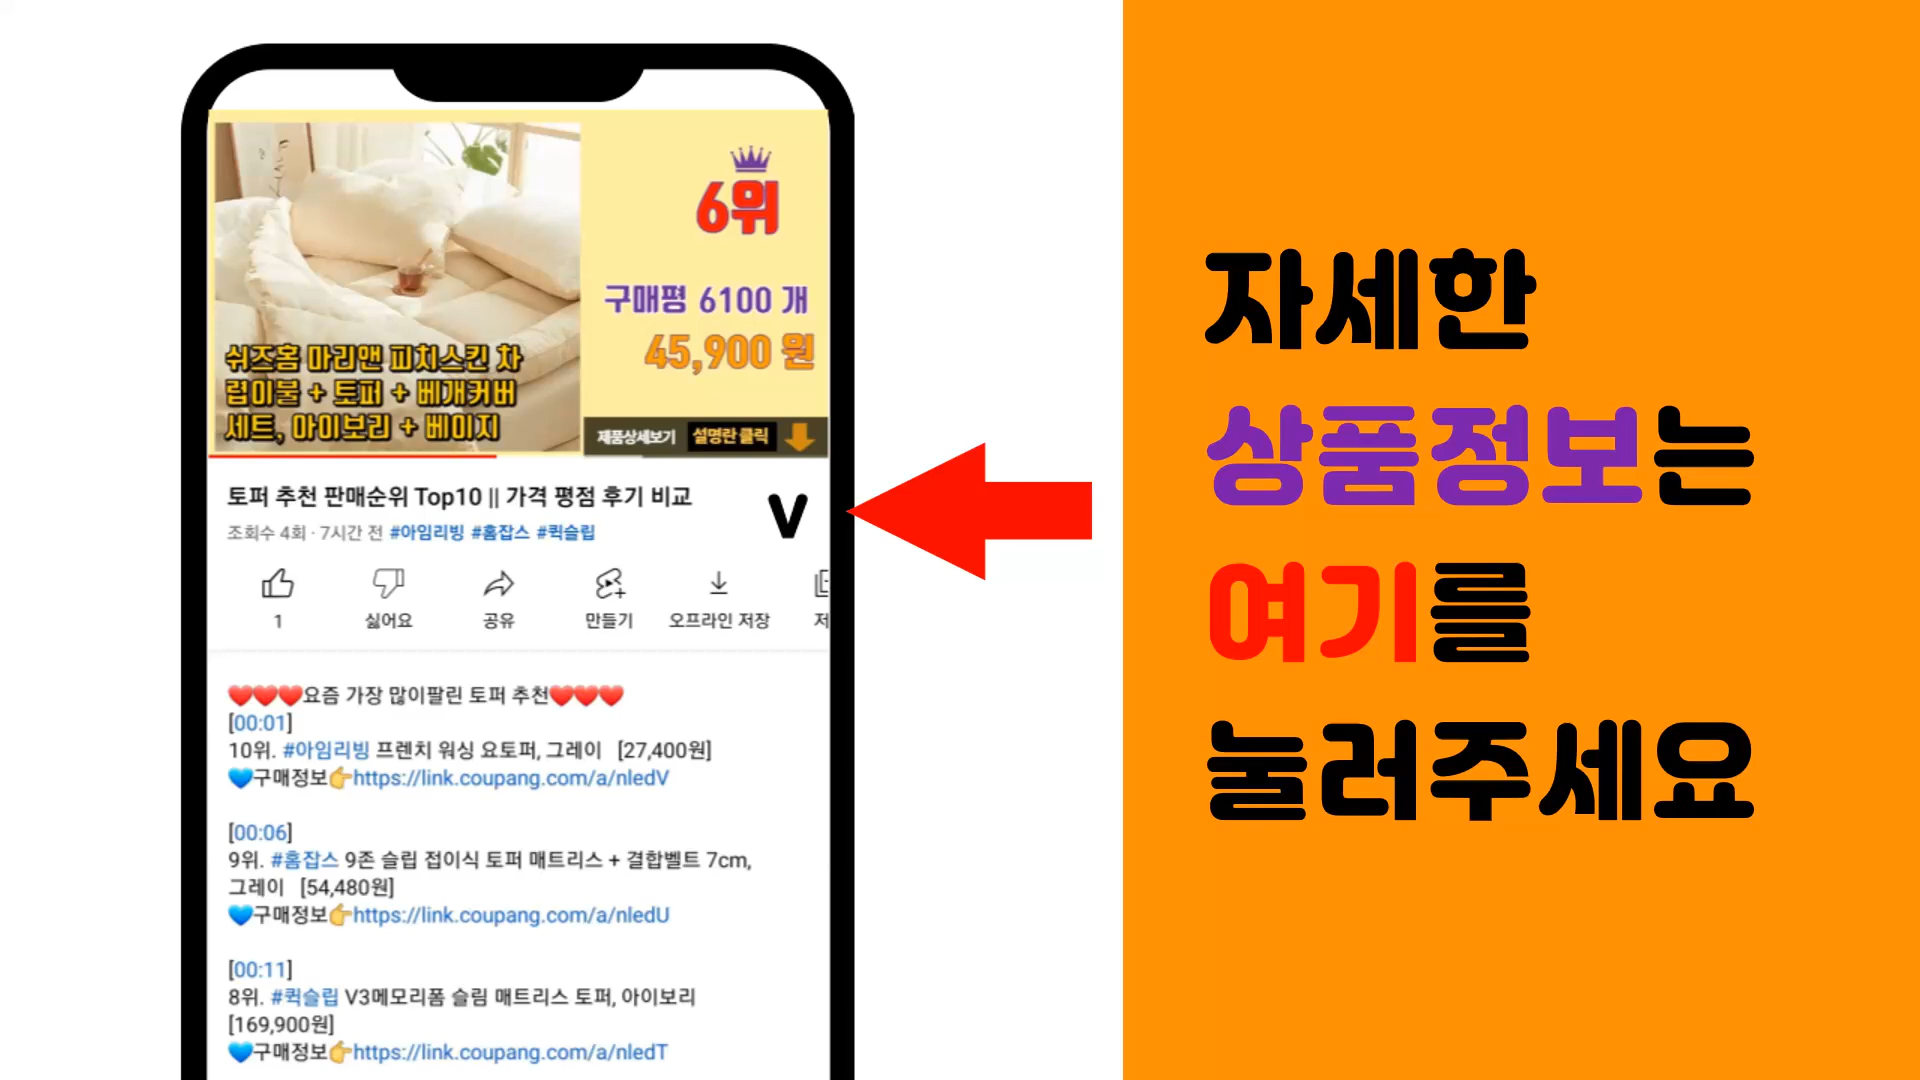 6위
구매평 6100 개
45,900 원
쉬즈홈 마리앤 피치스킨 차
렵이불 + 토퍼 + 베개커버
세트, 아이보리 + 베이지
제품상세보기 설명란 클릭
토퍼 추천 판매순위 Top10 || 가격 평점 후기 비교
V
조회수 4회 · 7시간 전 #아임리빙 #홈잡스 #퀵슬립
1 싫어요 공유 만들기 오프라인 저장 저
❤️❤️❤️요즘 가장 많이팔린 토퍼 추천❤️❤️❤️
[00:01]
10위. #아임리빙 프렌치 워싱 요토퍼, 그레이 [27,400원]
💙구매정보👉https://link.coupang.com/a/nledV
[00:06]
9위. #홈잡스 9존 슬립 접이식 토퍼 매트리스 + 결합벨트 7cm,
그레이 [54,480원]
💙구매정보👉https://link.coupang.com/a/nledU
[00:11]
8위. #퀵슬립 V3메모리폼 슬림 매트리스 토퍼, 아이보리
[169,900원]
💙구매정보👉https://link.coupang.com/a/nledT
자세한
상품정보는
여기를
눌러주세요